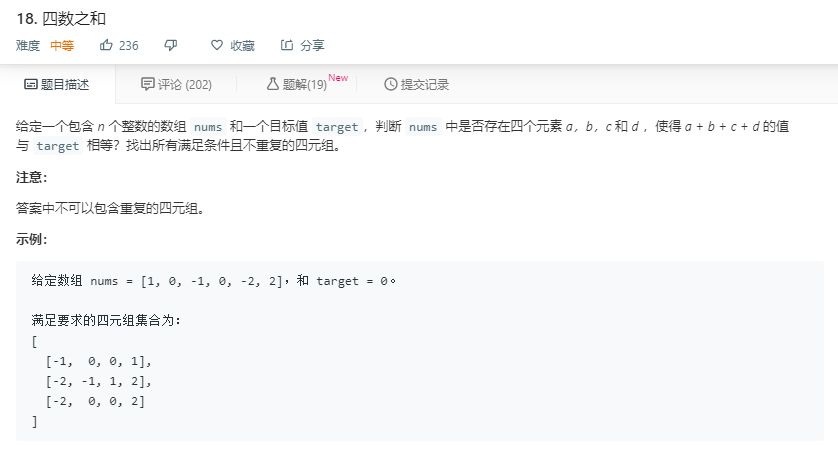 18. 四数之和
难度 中等 236 收藏 分享
题目描述 评论 (202) 题解(19) New 提交记录
给定一个包含 n 个整数的数组 nums 和一个目标值 target，判断 nums 中是否存在四个元素 a，b，c 和 d ，使得 a + b + c + d 的值
与 target 相等？找出所有满足条件且不重复的四元组。
注意：
答案中不可以包含重复的四元组。
示例：
给定数组 nums = [1, 0, -1, 0, -2, 2]，和 target = 0。
满足要求的四元组集合为：
[
[-1, 0, 0, 1],
[-2, -1, 1, 2],
[-2, 0, 0, 2]
]